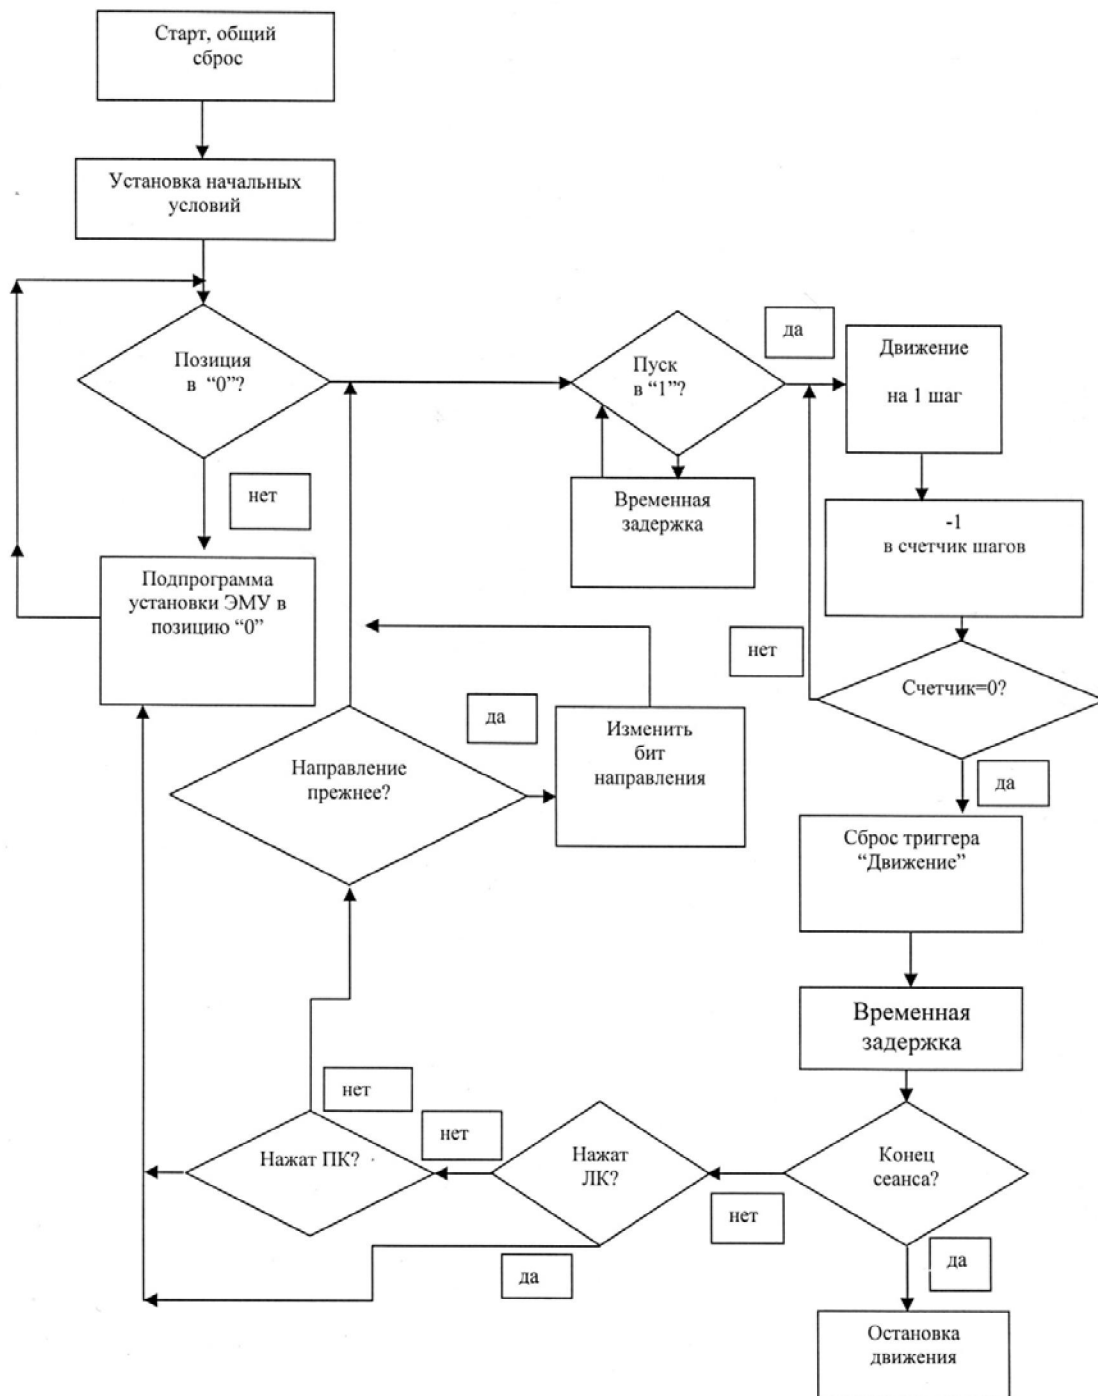 Старт, общий
сброс
Установка начальных
условий
Позиция
в “0”?
нет
Подпрограмма
установки ЭМУ в
позицию “0”
Пуск
в “1”?
да
Временная
задержка
Движение
на 1 шаг
-1
в счетчик шагов
нет
Счетчик=0?
да
Направление
прежнее?
да
Изменить
бит
направления
Сброс триггера
“Движение”
Временная
задержка
Конец
сеанса?
нет
да
Остановка
движения
Нажат
ЛК?
нет
да
Нажат ПК?
нет